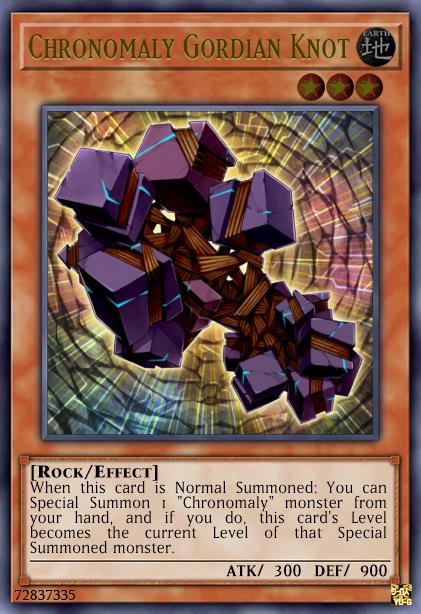 Chronomaly Gordian Knot
EARTH
地
[Rock/Effect]
When this card is Normal Summoned: You can
Special Summon 1 "Chronomaly" monster from
your hand, and if you do, this card's Level
becomes the current Level of that Special
Summoned monster.
ATK/ 300 DEF/ 900
72837335